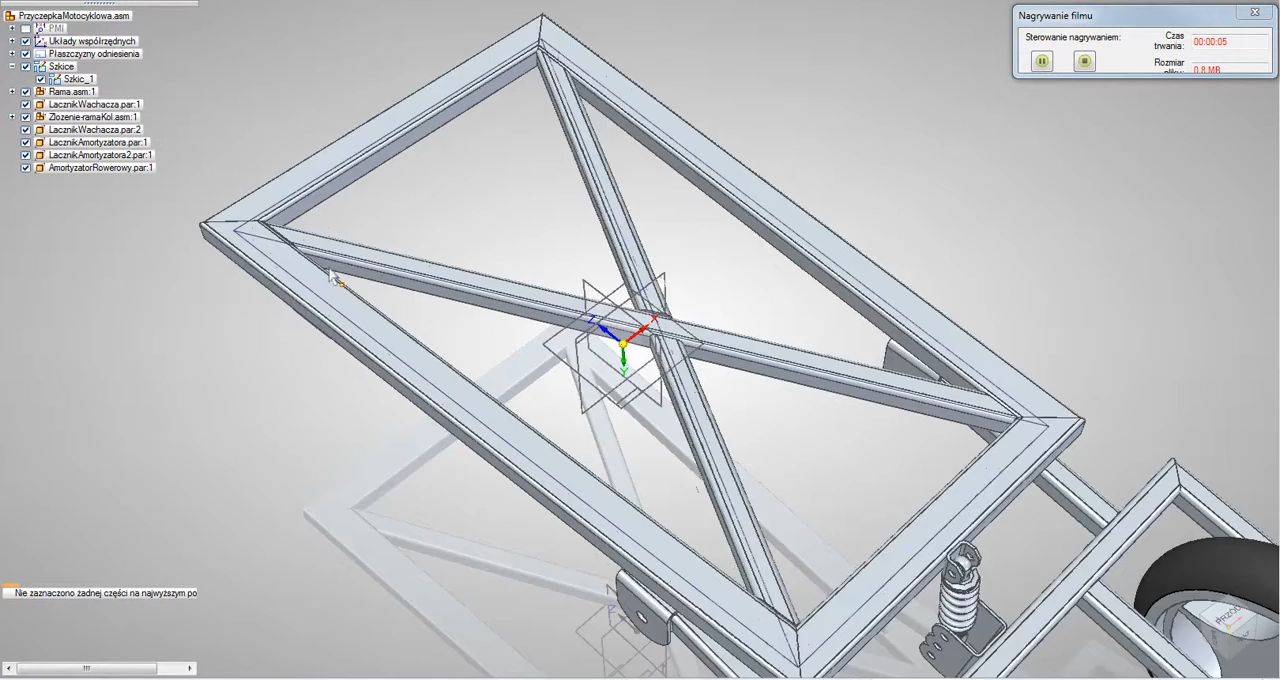 PrzyczepkaMotocyklowa.asm
PMI
Układy współrzędnych
Płaszczyzny odniesienia
Szkice
Szkic_1
Rama.asm:1
LacznikWachacza.par:1
Zlozenie-ramaKol.asm:1
LacznikWachacza.par:2
LacznikAmortyzatora.par:1
LacznikAmortyzatora2.par:1
AmortyzatorRowerowy.par:1
Nagrywanie filmu
Sterowanie nagrywaniem:
Czas trwania:
00:00:05
Rozmiar pliku:
0.8 MB
Z
X
Y
Nie zaznaczono żadnej części na najwyższym po